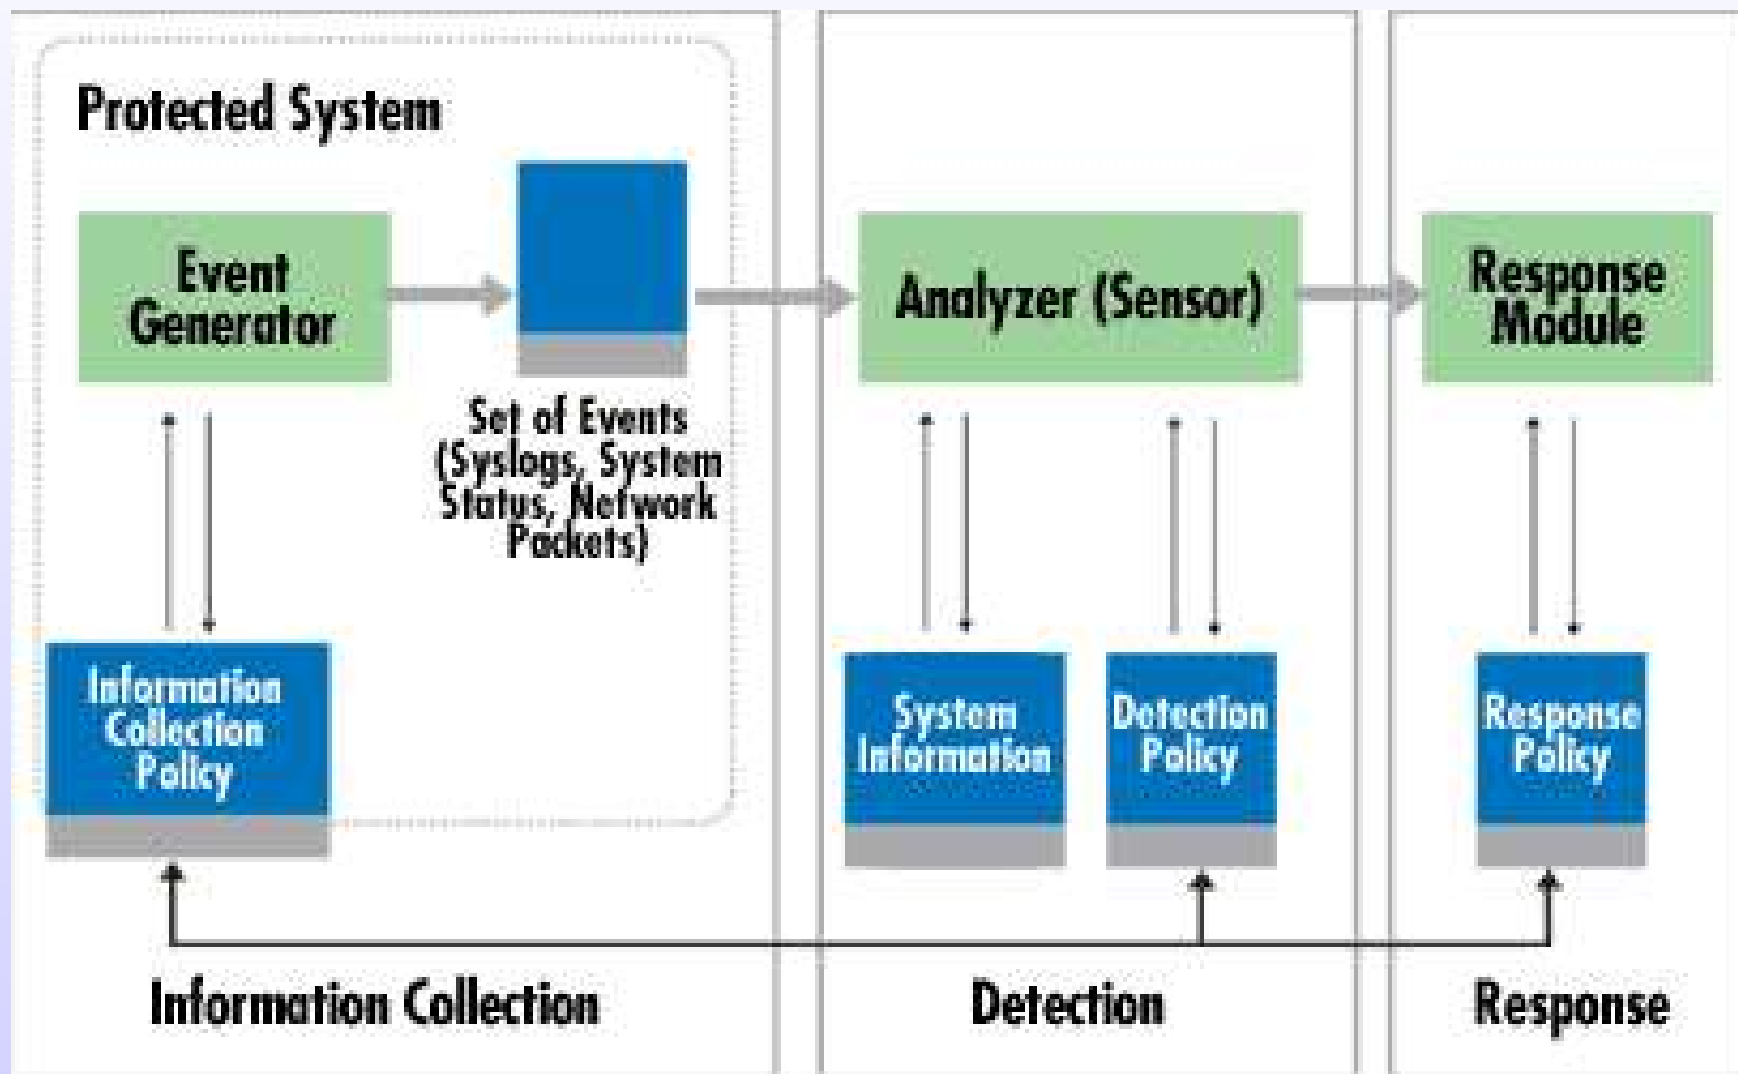 Protected System
Event
Generator
Set of Events
(Syslogs, System
Status, Network
Packets)
Information
Collection
Policy
Information Collection
Analyzer (Sensor)
System
Information
Detection
Policy
Detection
Response
Module
Response
Policy
Response